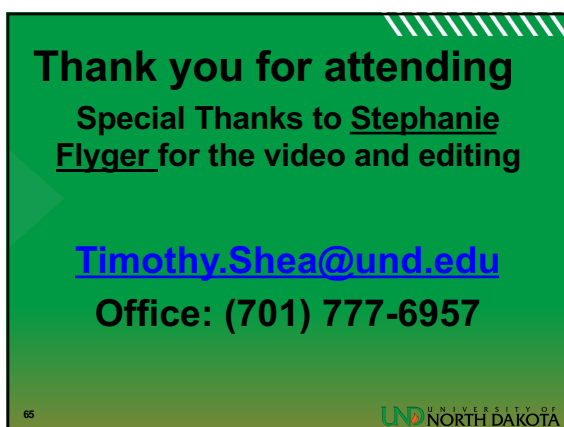 Thank you for attending
Special Thanks to Stephanie
Flyger for the video and editing
Timothy.Shea@und.edu
Office: (701) 777-6957
65
UND UNIVERSITY OF
NORTH DAKOTA